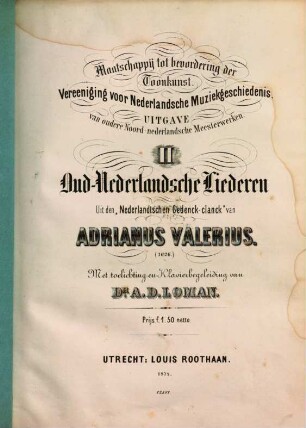 Maatschappij tot bevordering der
Toonkunst.
Vereeniging voor Nederlandsche Muziekgeschiedenis.
UITGAVE
van oudere Noord-nederlandsche Meesterwerken.
II
Oud-Nederlandsche Liederen
Uit den „Nederlandtschen Gedenck-clanck" van
ADRIANUS VALERIUS.
(1626.)
Met toelichting en Klavierbegeleiding van
Dr. A. D. LOMAN.
Prijs f. 1.50 netto
UTRECHT: LOUIS ROOTHAAN.
1871.